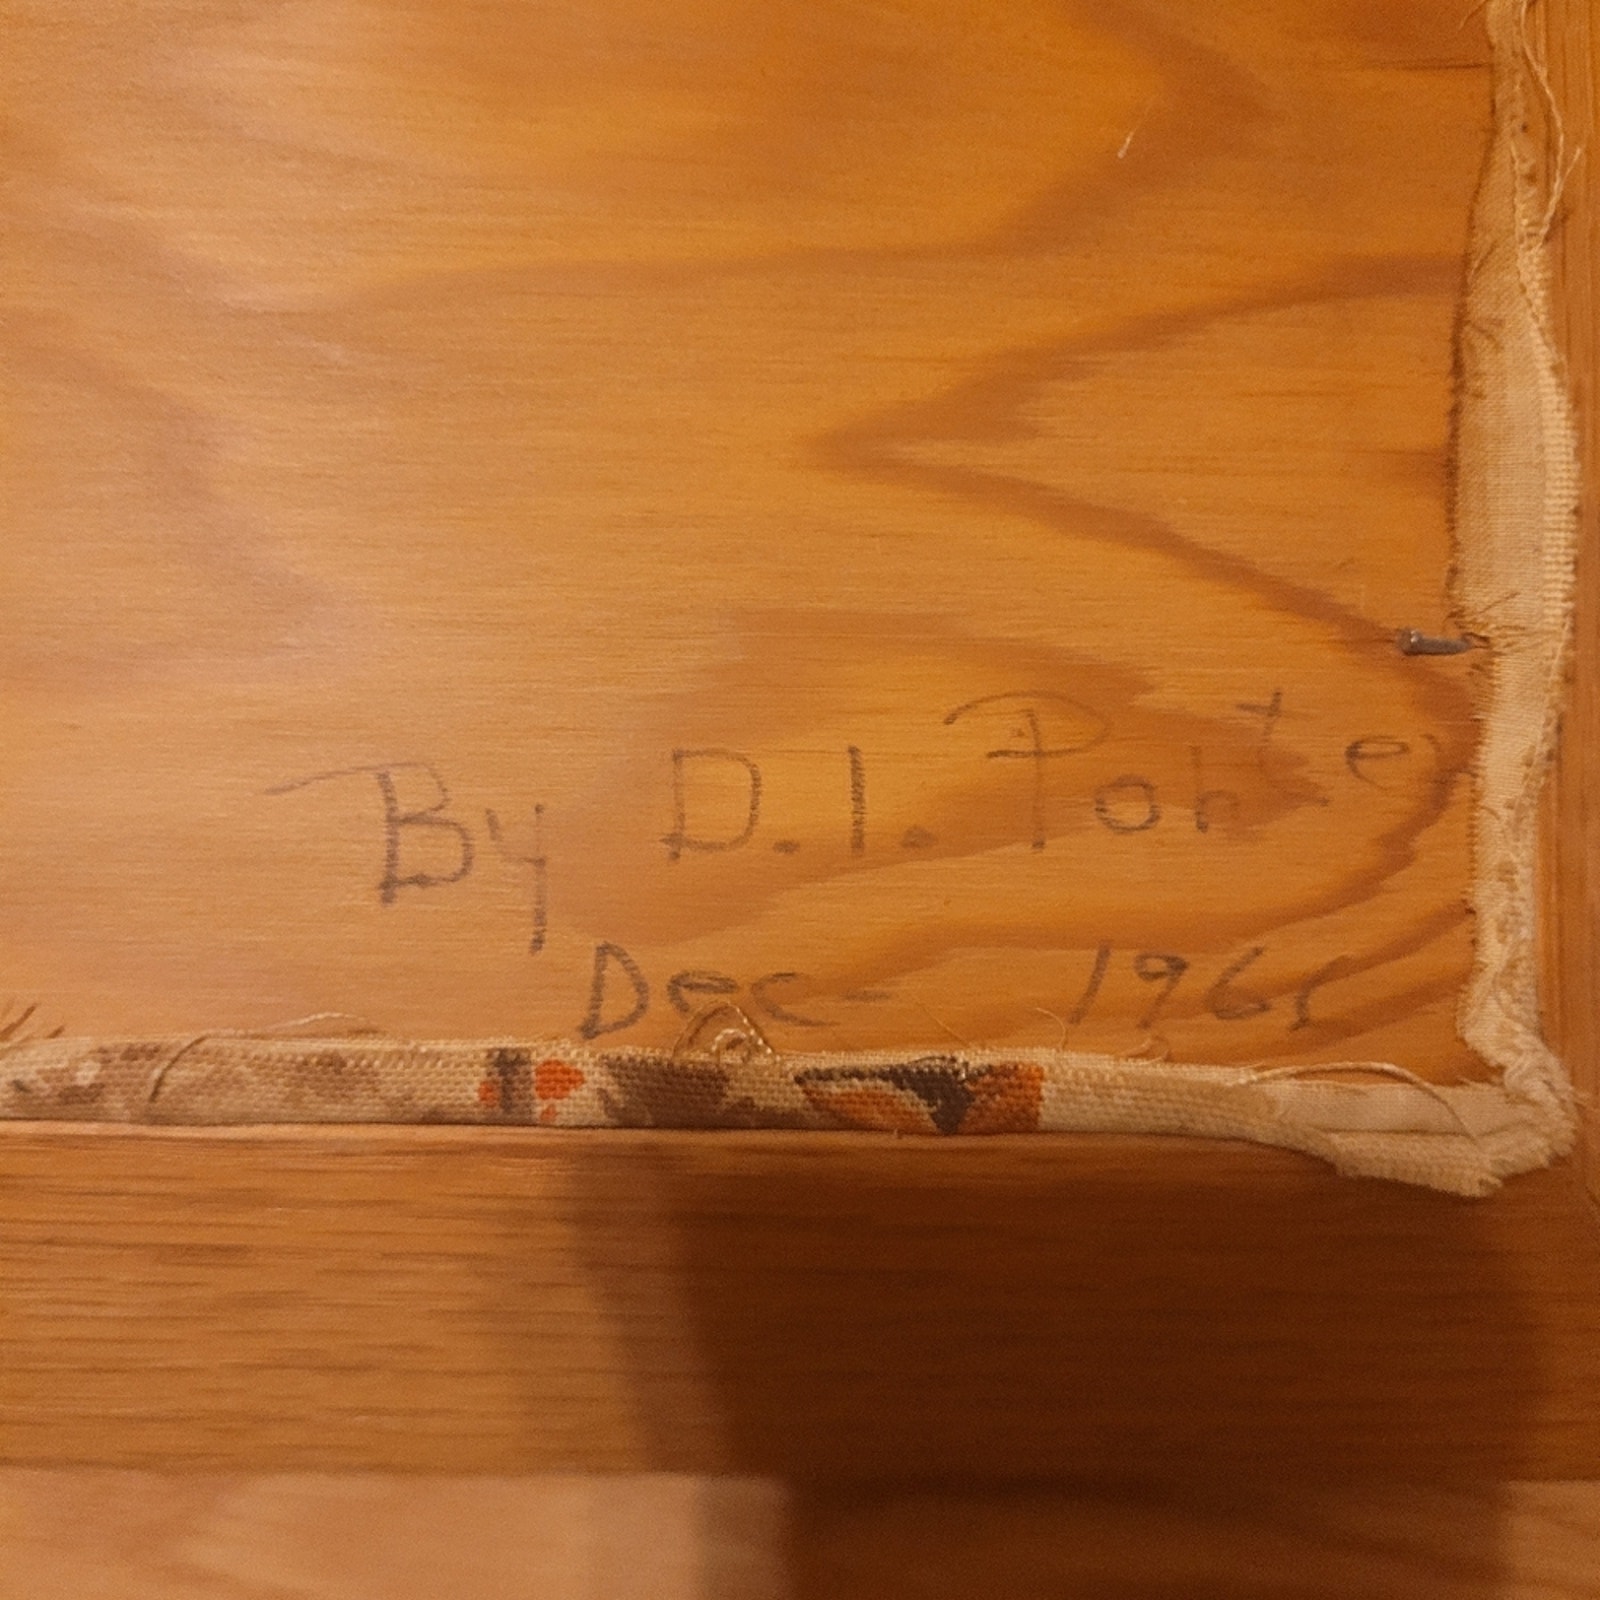 By D.I. Porter
Dec- 1965